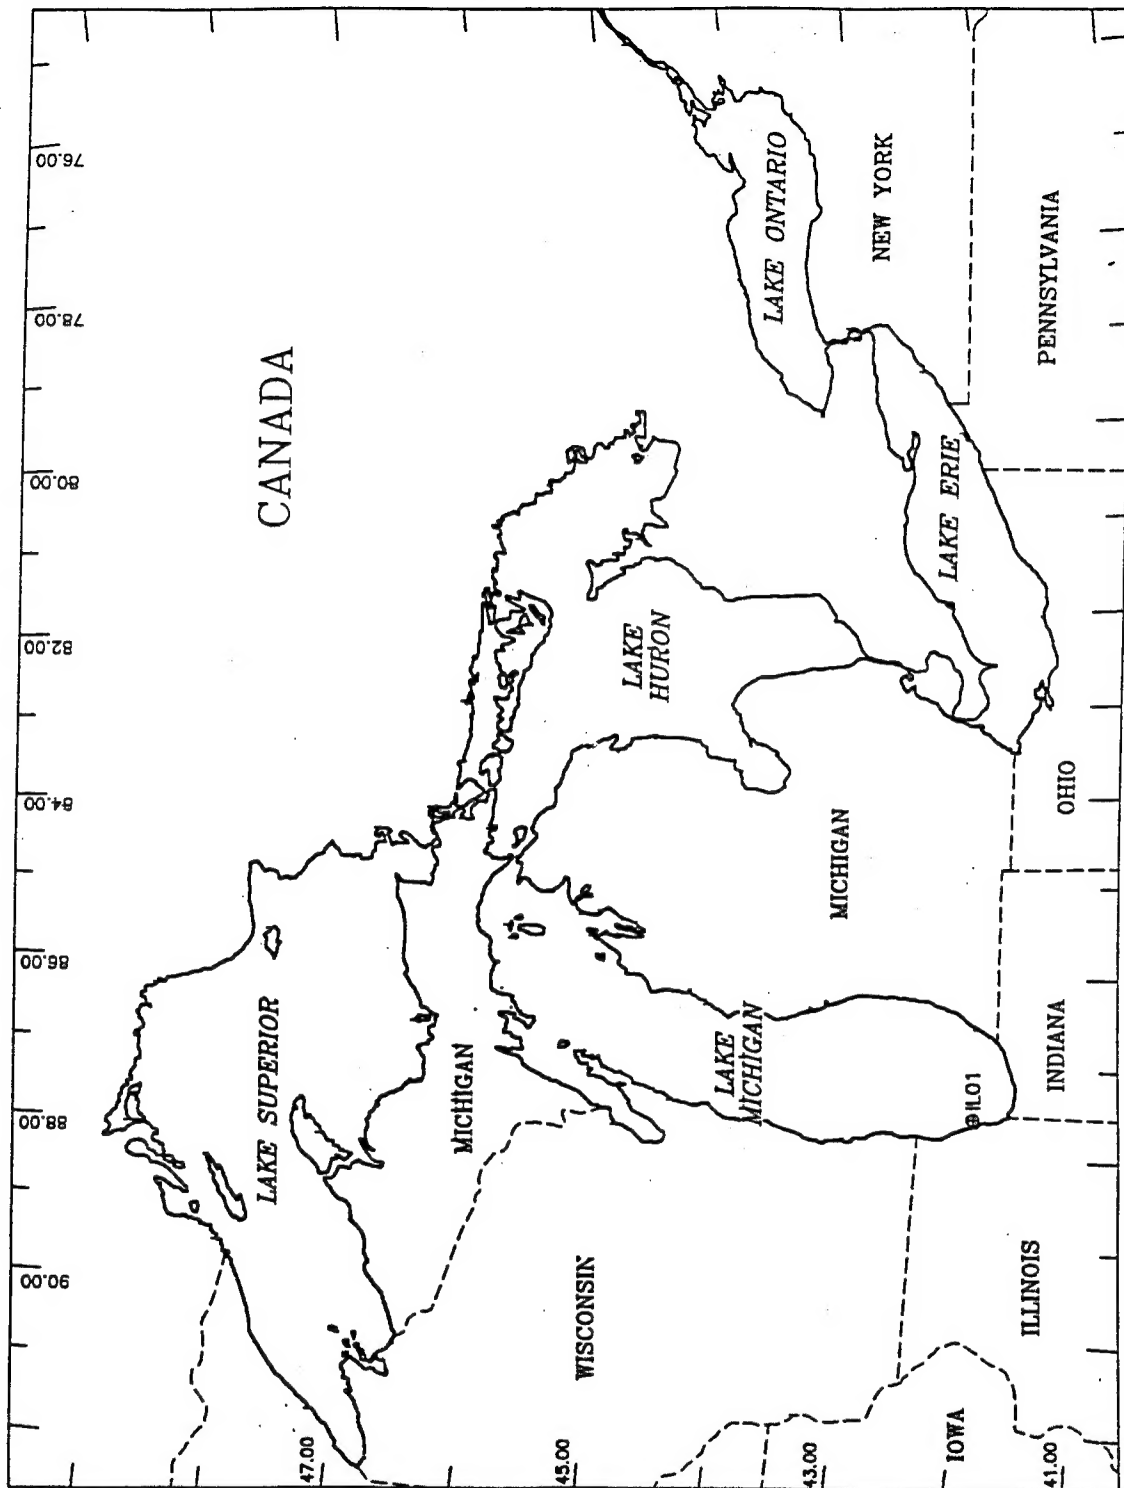 CANADA
LAKE SUPERIOR
MICHIGAN
WISCONSIN
LAKE
HURON
LAKE
MICHIGAN
MICHIGAN
LAKE ONTARIO
LAKE ERIE
NEW YORK
PENNSYLVANIA
OHIO
INDIANA
ILLINOIS
IOWA
IL01
90.00
88.00
86.00
84.00
82.00
80.00
78.00
76.00
47.00
45.00
43.00
41.00